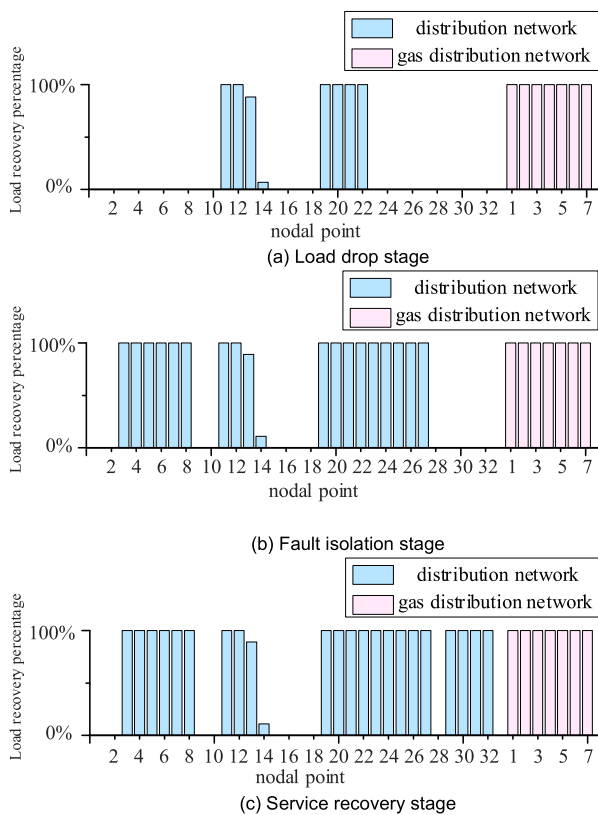 distribution network
gas distribution network
Load recovery percentage
100%
0%
2 4 6 8 10 12 14 16 18 20 22 24 26 28 30 32 1 3 5 7
nodal point
(a) Load drop stage
distribution network
gas distribution network
Load recovery percentage
100%
0%
2 4 6 8 10 12 14 16 18 20 22 24 26 28 30 32 1 3 5 7
nodal point
(b) Fault isolation stage
distribution network
gas distribution network
Load recovery percentage
100%
0%
2 4 6 8 10 12 14 16 18 20 22 24 26 28 30 32 1 3 5 7
nodal point
(c) Service recovery stage